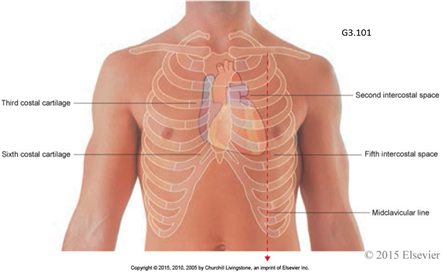 G3.101
Third costal cartilage
Second intercostal space
Sixth costal cartilage
Fifth intercostal space
Midclavicular line
© 2015 Elsevier
Copyright © 2015, 2010, 2005 by Churchill Livingstone, an imprint of Elsevier Inc.